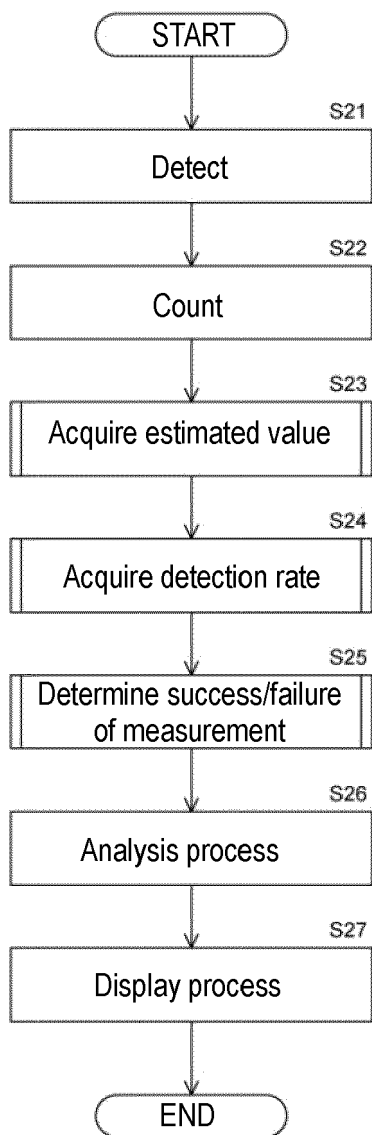 START
S21
Detect
S22
Count
S23
Acquire estimated value
S24
Acquire detection rate
S25
Determine success/failure
of measurement
S26
Analysis process
S27
Display process
END